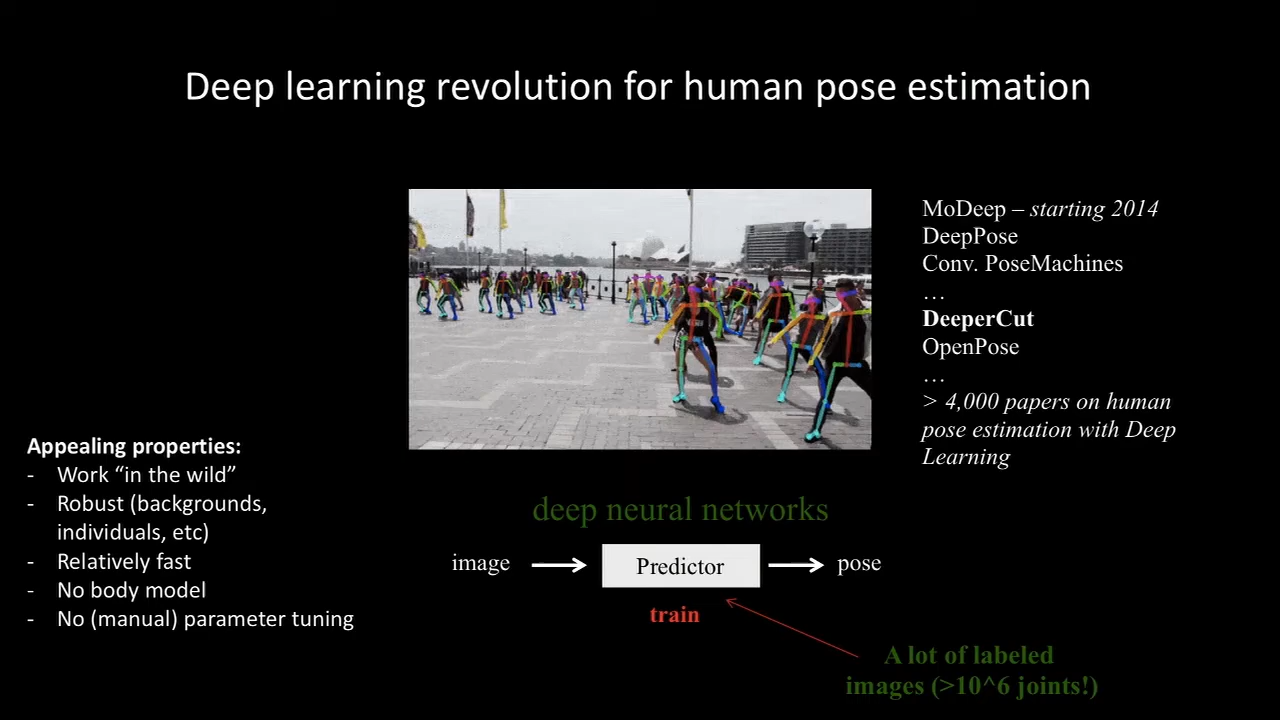 Deep learning revolution for human pose estimation
MoDeep – starting 2014
DeepPose
Conv. PoseMachines
…
DeeperCut
OpenPose
…
> 4,000 papers on human
pose estimation with Deep
Learning
Appealing properties:
- Work “in the wild”
- Robust (backgrounds,
individuals, etc)
- Relatively fast
- No body model
- No (manual) parameter tuning
deep neural networks
image
Predictor
pose
train
A lot of labeled
images (>10^6 joints!)